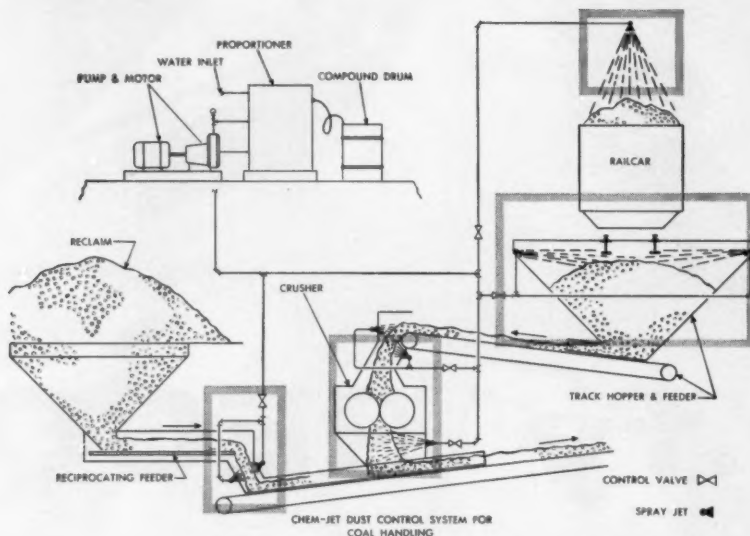 PROPORTIONER
WATER INLET
PUMP & MOTOR
COMPOUND DRUM
RAILCAR
RECLAIM
CRUSHER
TRACK HOPPER & FEEDER
RECIPROCATING FEEDER
CONTROL VALVE
SPRAY JET
CHEM-JET DUST CONTROL SYSTEM FOR
COAL HANDLING